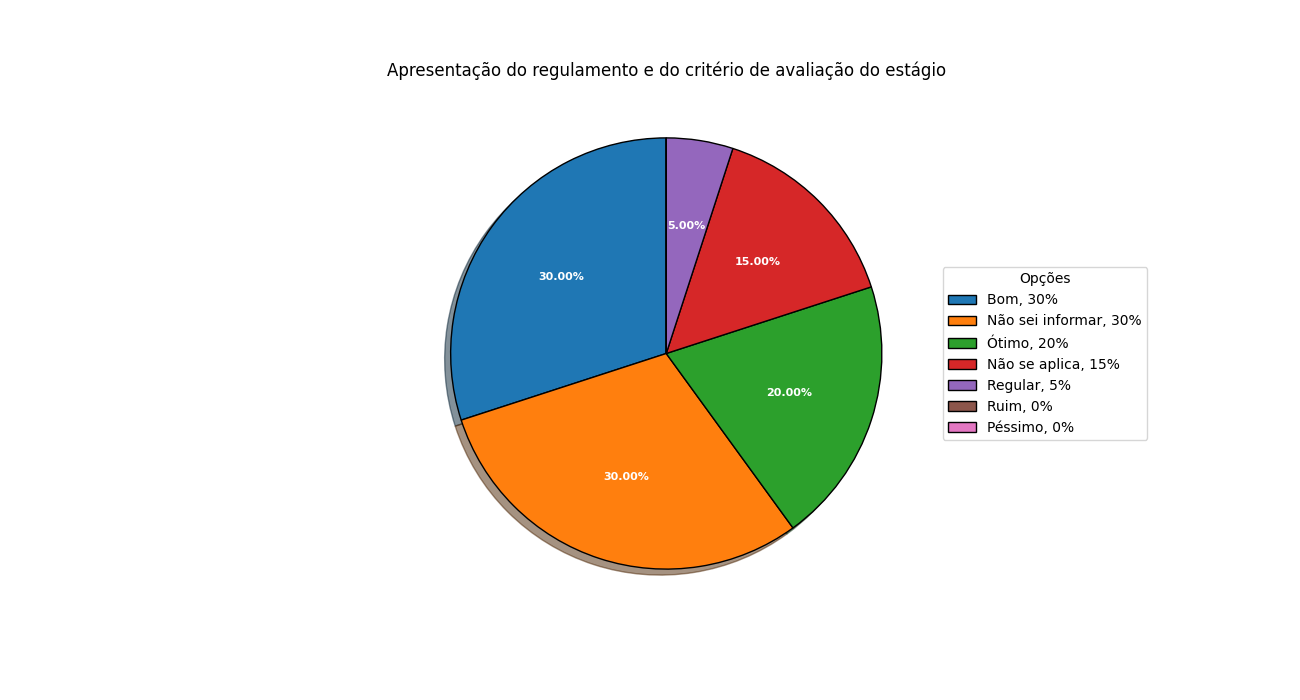 Apresentação do regulamento e do critério de avaliação do estágio
5.00%
30.00%
15.00%
20.00%
30.00%
Opções
Bom, 30%
Não sei informar, 30%
Ótimo, 20%
Não se aplica, 15%
Regular, 5%
Ruim, 0%
Péssimo, 0%